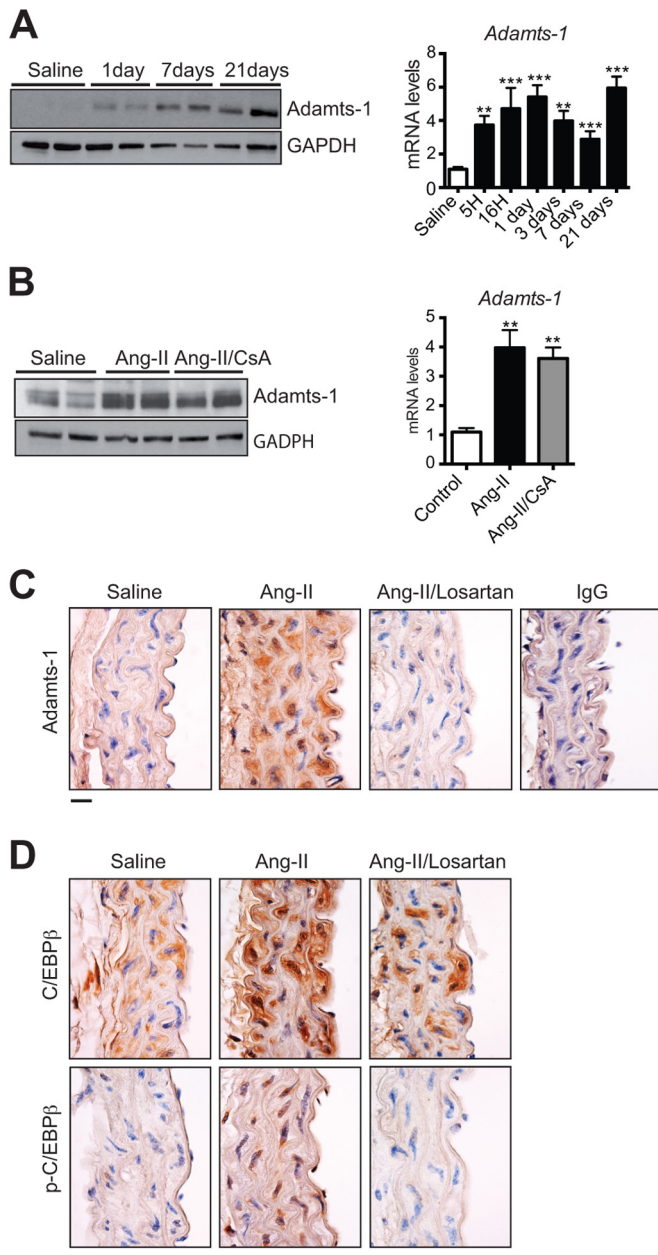 A
Saline 1day 7days 21days
Adamts-1
GAPDH
Adamts-1
mRNA levels
8
6
4
2
0
Saline
5H
16H
1 day
3 days
7 days
21 days
**
***
***
**
***
***
B
Saline Ang-II Ang-II/CsA
Adamts-1
GADPH
Adamts-1
mRNA levels
5
4
3
2
1
0
Control
Ang-II
Ang-II/CsA
**
**
C
Saline Ang-II Ang-II/Losartan IgG
Adamts-1
D
Saline Ang-II Ang-II/Losartan
C/EBPβ
p-C/EBPβ